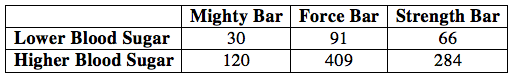 Mighty Bar Force Bar Strength Bar
Lower Blood Sugar 30 91 66
Higher Blood Sugar 120 409 284